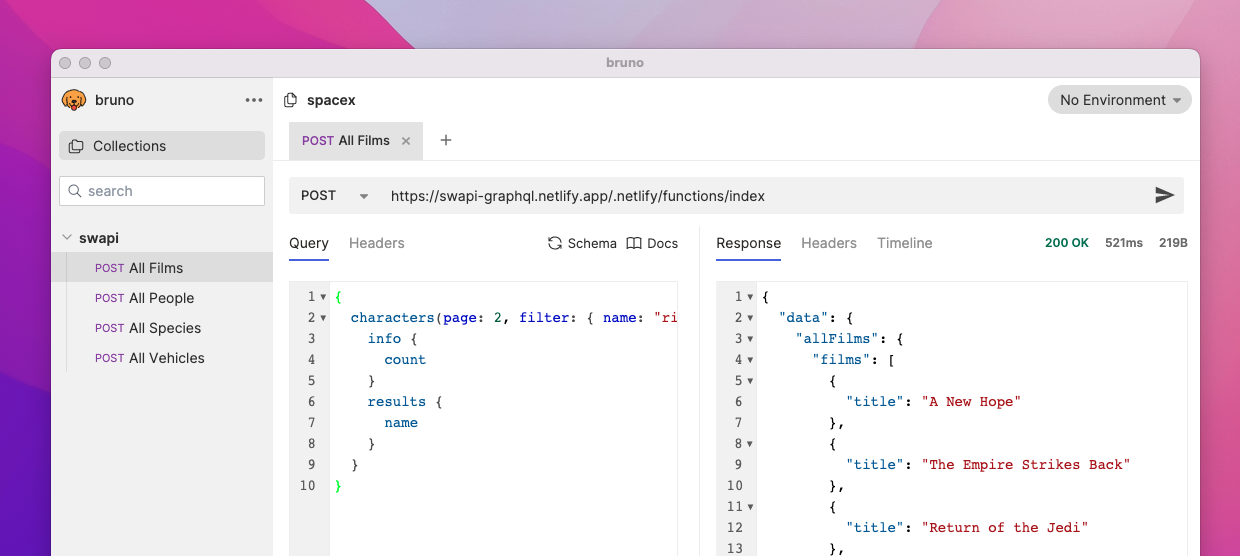 bruno
bruno
spacex
No Environment
Collections
POST All Films
search
POST
https://swapi-graphql.netlify.app/.netlify/functions/index
swapi
POST All Films
POST All People
POST All Species
POST All Vehicles
Query Headers Schema Docs
1 {
2 characters(page: 2, filter: { name: "ri
3 info {
4 count
5 }
6 results {
7 name
8 }
9 }
10 }
Response Headers Timeline 200 OK 521ms 219B
1 {
2 "data": {
3 "allFilms": {
4 "films": [
5 {
6 "title": "A New Hope"
7 },
8 {
9 "title": "The Empire Strikes Back"
10 },
11 {
12 "title": "Return of the Jedi"
13 },